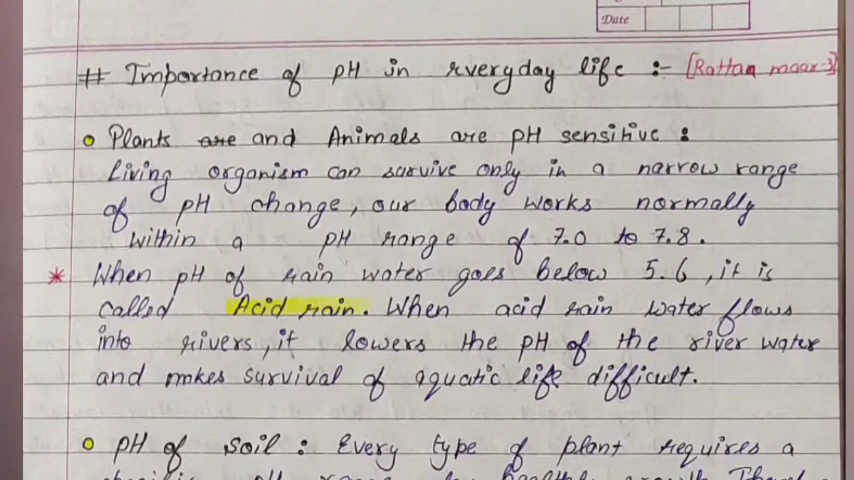 Date
# Importance of pH in everyday life :- [Rattan maar-3]
Plants are and Animals are pH sensitive :
Living organism can survive only in a narrow range
of pH change, our body works normally
within a pH range of 7.0 to 7.8.
* When pH of rain water goes below 5.6, it is
called Acid rain. When acid rain water flows
into rivers, it lowers the pH of the river water
and makes survival of aquatic life difficult.
pH of soil : Every type of plant requires a